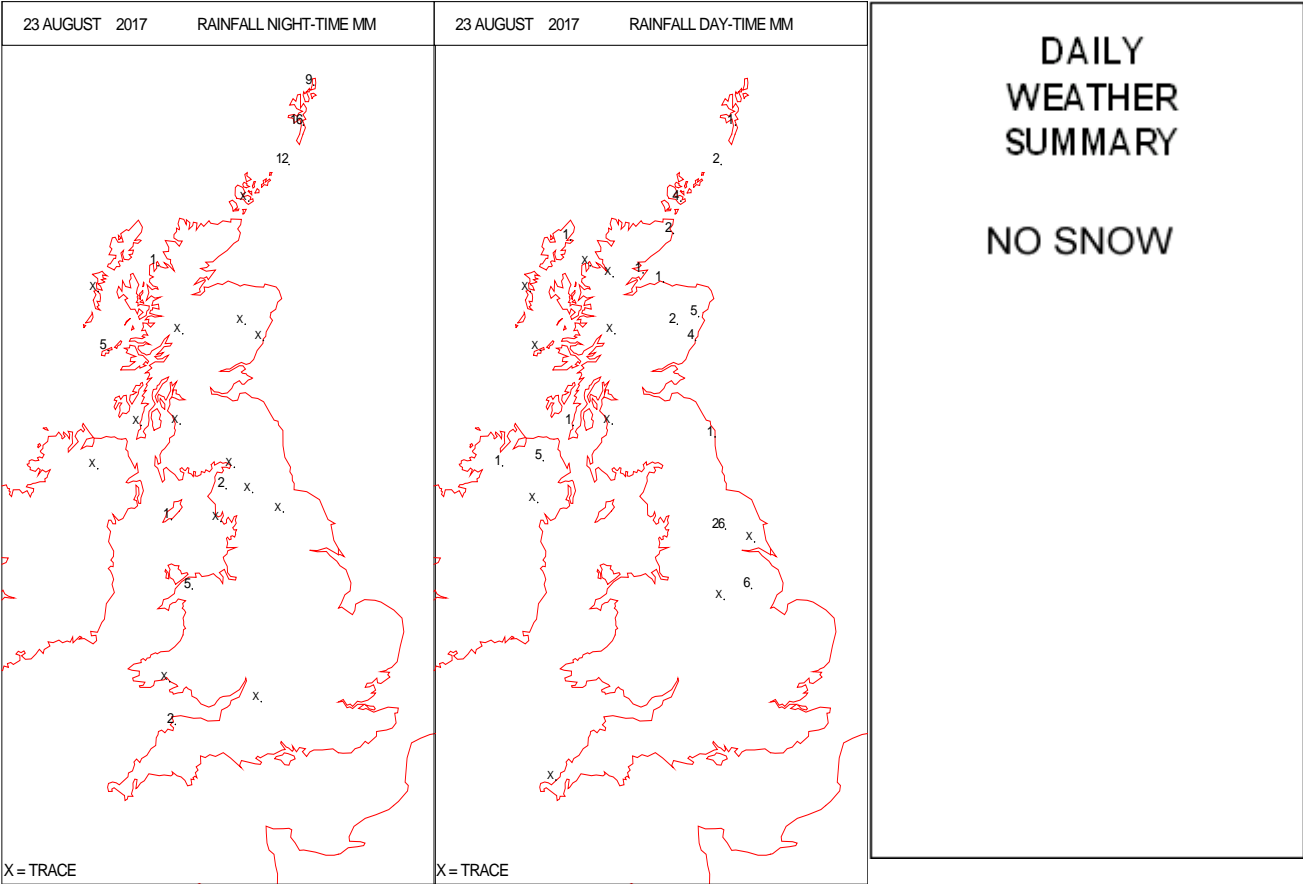 23 AUGUST 2017 RAINFALL NIGHT-TIME MM
9
16
12
X
1
X
X
X
X
5
X
X
X
X
2
X
X
1
X
5
X
X
2
X = TRACE
23 AUGUST 2017 RAINFALL DAY-TIME MM
1
2
4
2
1
X
X
1
1
X
5
2
X
4
X
1
X
1
5
1
X
26
X
6
X
X
X = TRACE
DAILY
WEATHER
SUMMARY
NO SNOW